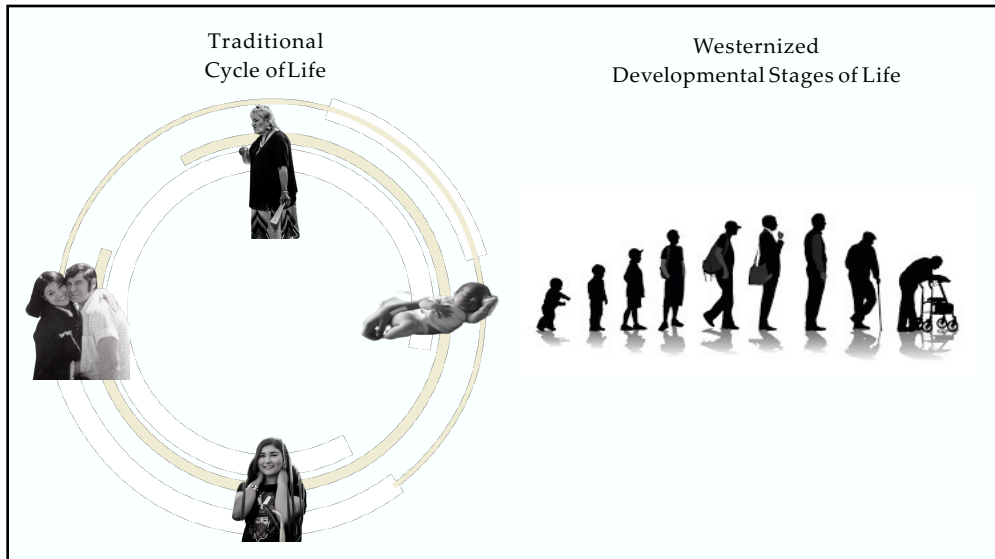 Traditional
Cycle of Life
Westernized
Developmental Stages of Life